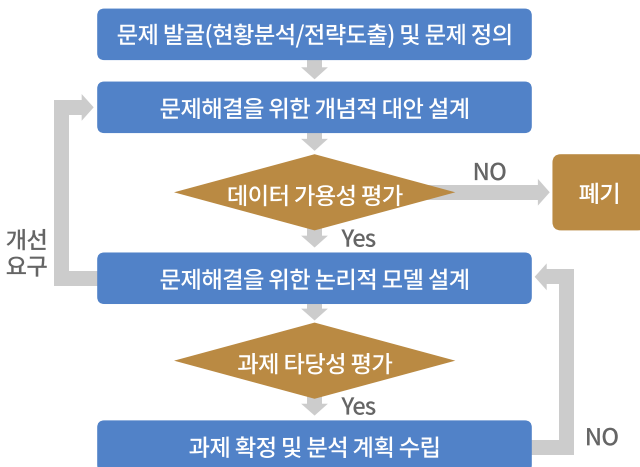 문제 발굴(현황분석/전략도출) 및 문제 정의
문제해결을 위한 개념적 대안 설계
데이터 가용성 평가
NO
폐기
Yes
개선
요구
문제해결을 위한 논리적 모델 설계
과제 타당성 평가
Yes
과제 확정 및 분석 계획 수립
NO